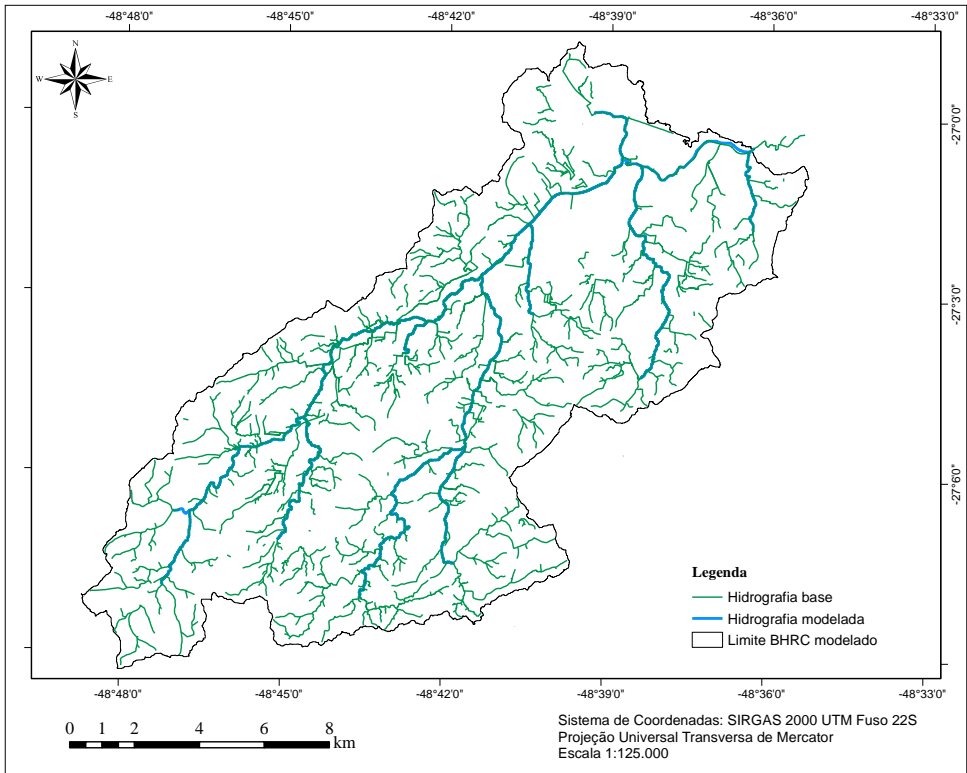 -48°48'0" -48°45'0" -48°42'0" -48°39'0" -48°36'0" -48°33'0"
N
W E
S
-27°0'0"
-27°3'0"
-27°6'0"
Legenda
Hidrografia base
Hidrografia modelada
Limite BHRC modelado
-48°48'0" -48°45'0" -48°42'0" -48°39'0" -48°36'0" -48°33'0"
0 1 2 4 6 8
km
Sistema de Coordenadas: SIRGAS 2000 UTM Fuso 22S
Projeção Universal Transversa de Mercator
Escala 1:125.000